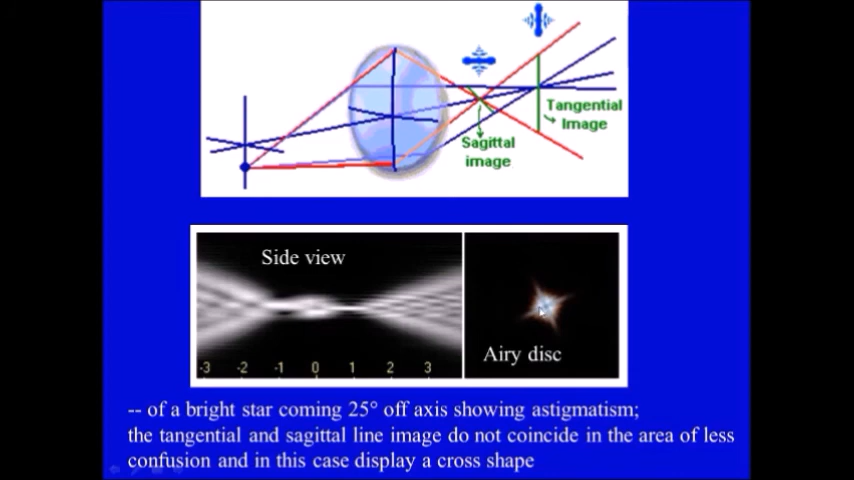 Tangential
Image
Sagittal
image
Side view
-3 -2 -1 0 1 2 3
Airy disc
-- of a bright star coming 25° off axis showing astigmatism;
the tangential and sagittal line image do not coincide in the area of less
confusion and in this case display a cross shape